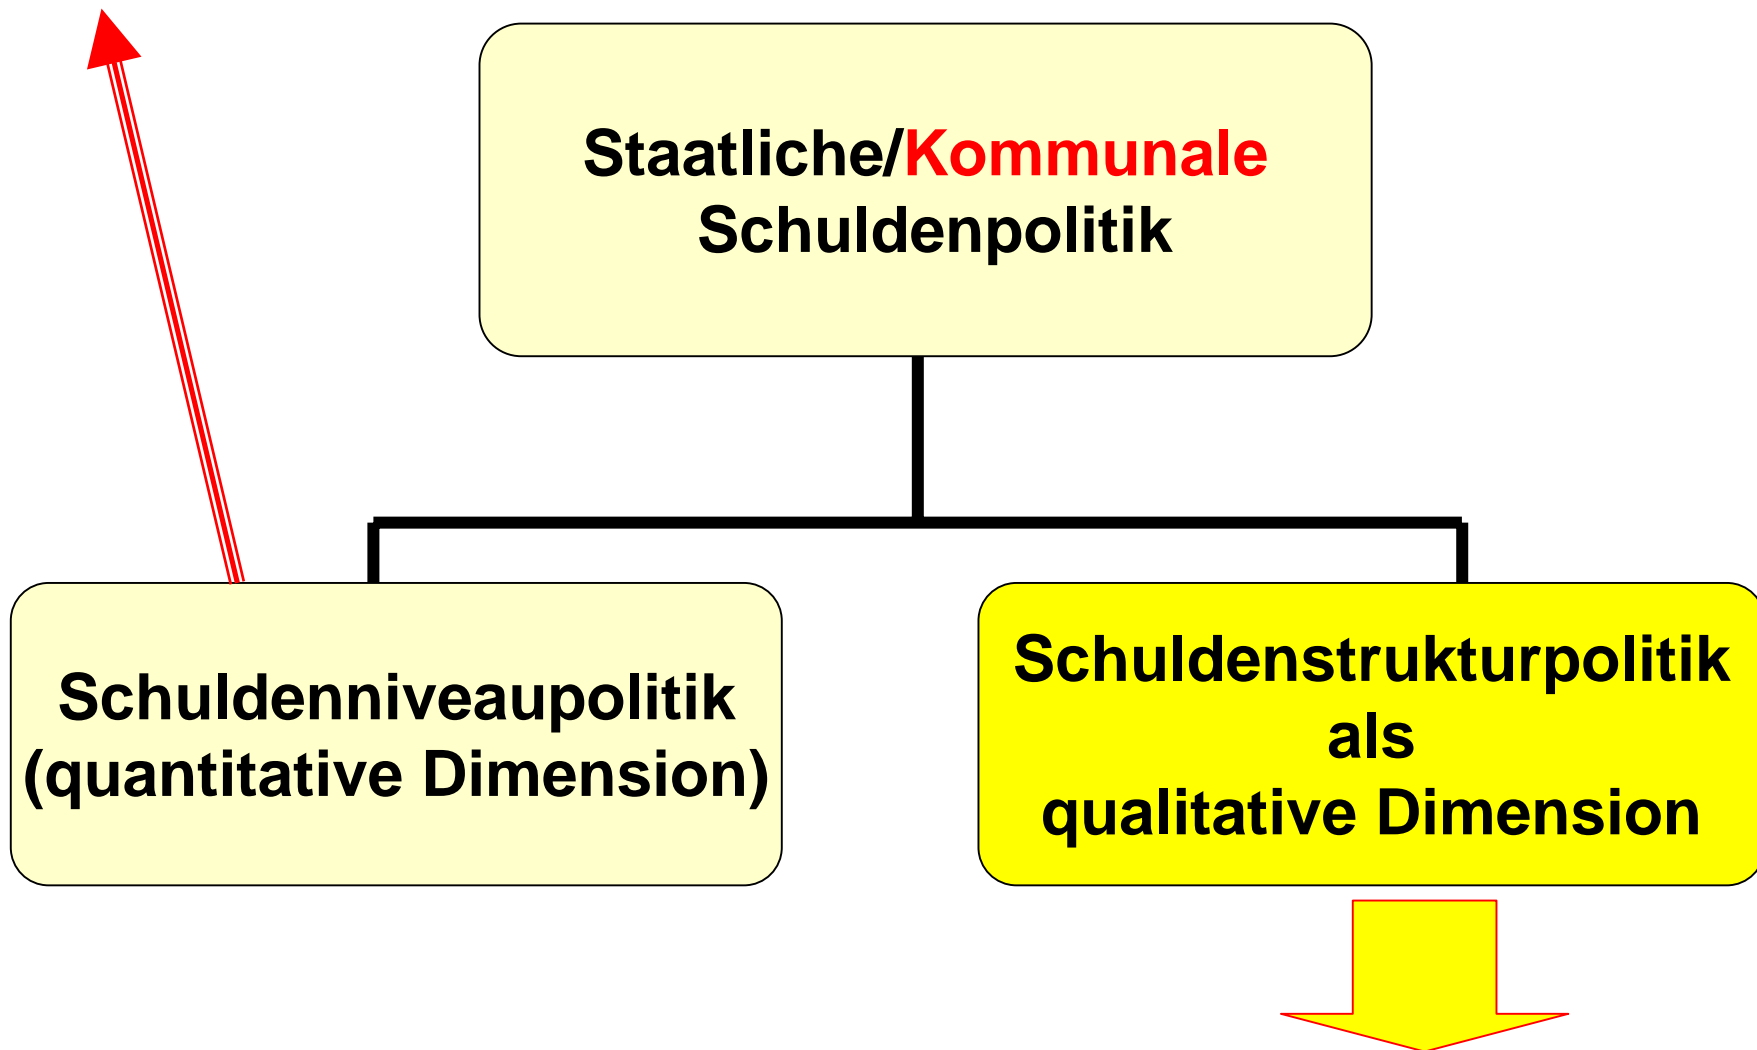 Staatliche/Kommunale
Schuldenpolitik
Schuldenniveaupolitik
(quantitative Dimension)
Schuldenstrukturpolitik
als
qualitative Dimension